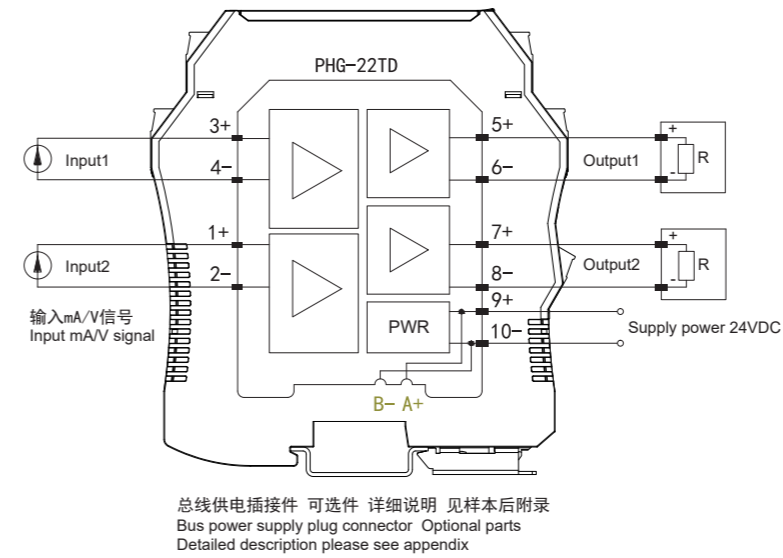 PHG-22TD
3+
5+
+
Input1
Output1
R
4-
6-
-
1+
7+
+
Input2
Output2
R
2-
8-
-
9+
输入mA/V信号
Input mA/V signal
PWR
10-
Supply power 24VDC
B- A+
总线供电插接件 可选件 详细说明 见样本后附录
Bus power supply plug connector Optional parts
Detailed description please see appendix